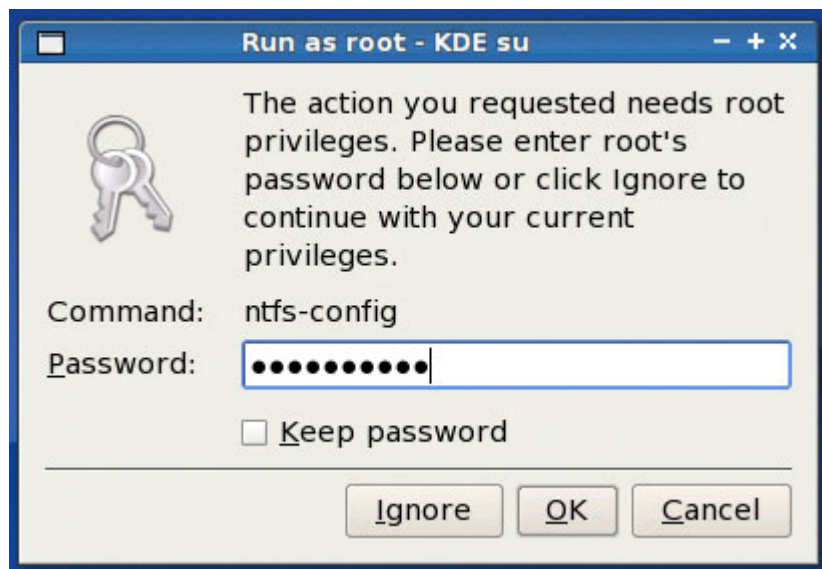 Run as root - KDE su
The action you requested needs root
privileges. Please enter root's
password below or click Ignore to
continue with your current
privileges.
Command: ntfs-config
Password: ●●●●●●●●●●
Keep password
Ignore OK Cancel